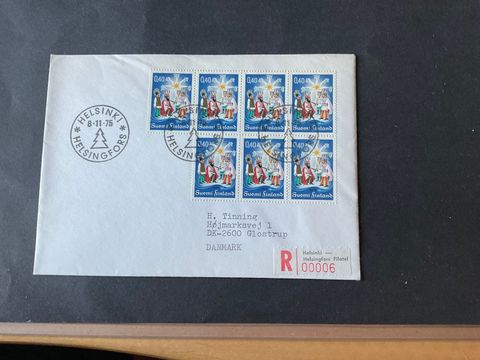 HELSINKI
8-11-76
HELSINGFORS
0,40 0,40 0,40 0,40
Suomi Finland Suomi Finland Suomi Finland Suomi Finland
0,40 0,40 0,40
Suomi Finland Suomi Finland Suomi Finland
H. Tinning
Højmarkavej 1
DK-2600 Glostrup
DANMARK
R
Helsinki —
Helsingfors Filatel
00006